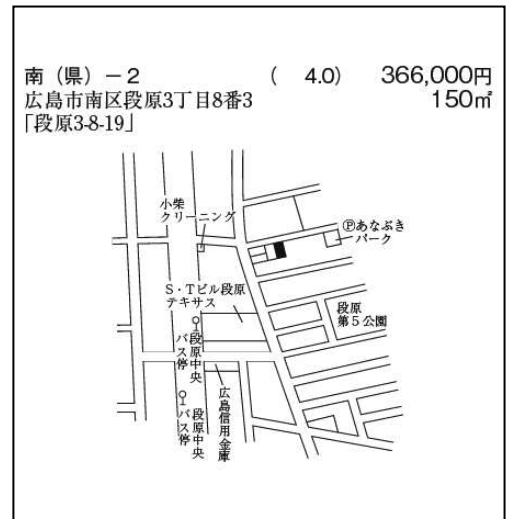 南（県）－2 （ 4.0） 366,000円
広島市南区段原3丁目8番3 150㎡
「段原3-8-19」
小柴
クリーニング
Ⓟあなぶき
パーク
S・Tビル段原
テキサス
段原
第5公園
段原中央
バス停
広島信用金庫
段原中央
バス停